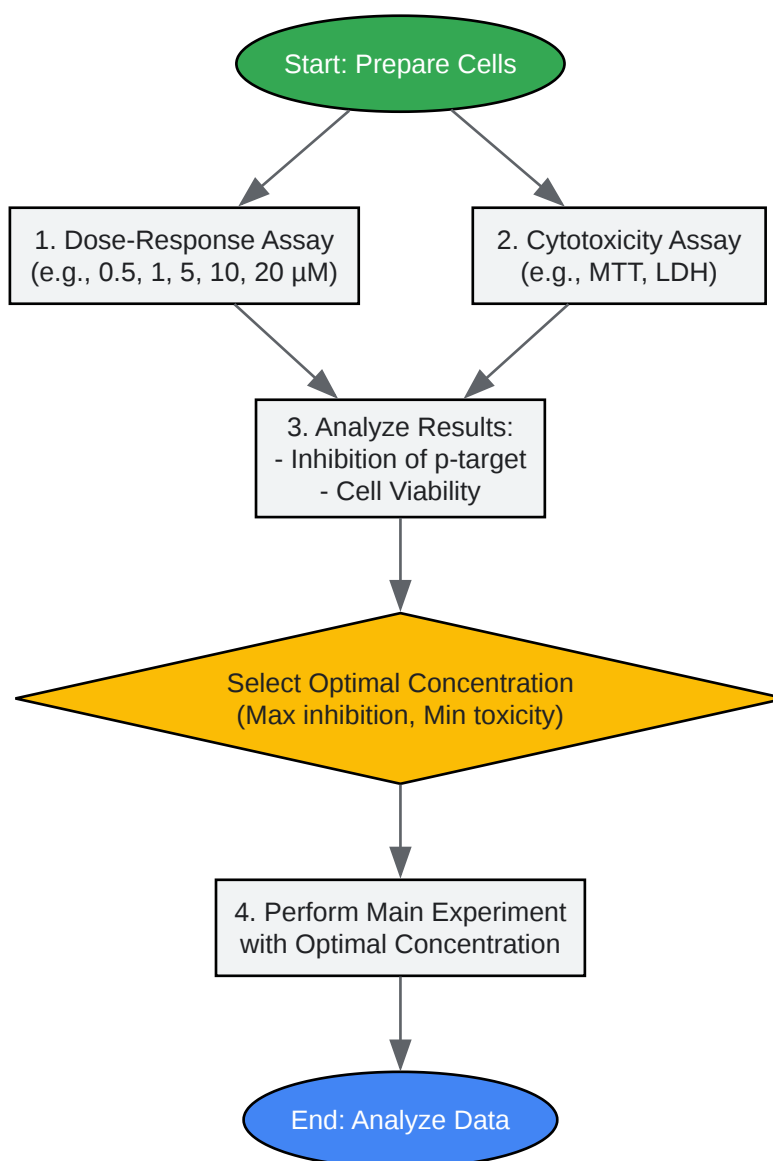 Start: Prepare Cells
1. Dose-Response Assay
(e.g., 0.5, 1, 5, 10, 20 µM)
2. Cytotoxicity Assay
(e.g., MTT, LDH)
3. Analyze Results:
- Inhibition of p-target
- Cell Viability
Select Optimal Concentration
(Max inhibition, Min toxicity)
4. Perform Main Experiment
with Optimal Concentration
End: Analyze Data